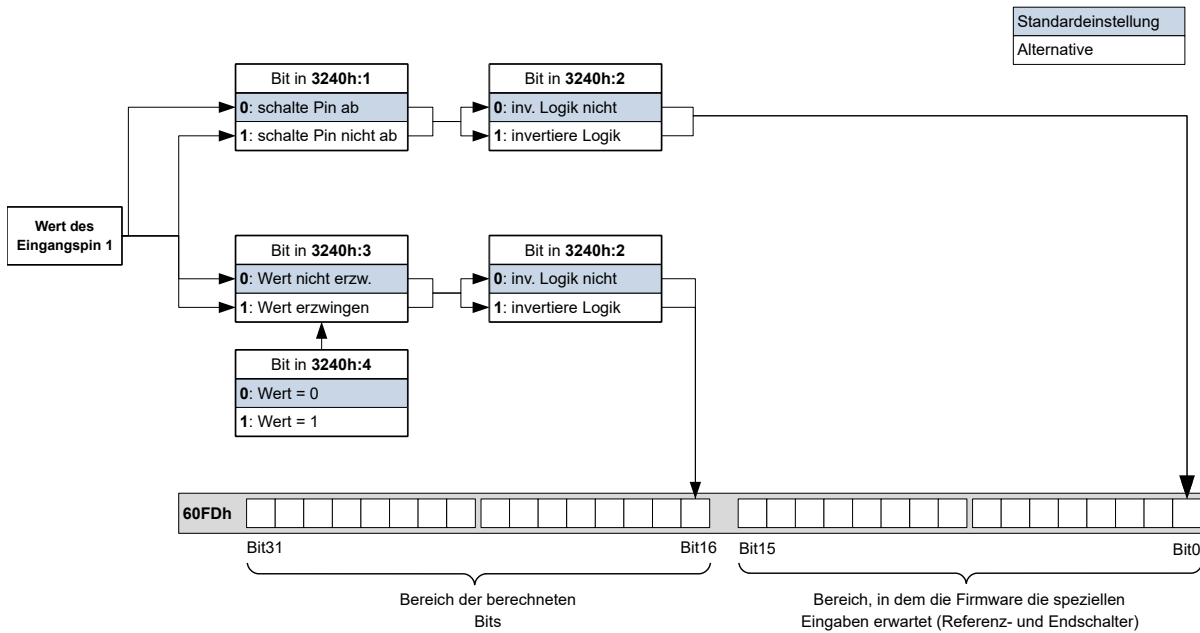 Standardeinstellung
Alternative
Bit in 3240h:1
0: schalte Pin ab
1: schalte Pin nicht ab
Bit in 3240h:2
0: inv. Logik nicht
1: invertiere Logik
Wert des
Eingangspin 1
Bit in 3240h:3
0: Wert nicht erzw.
1: Wert erzwingen
Bit in 3240h:2
0: inv. Logik nicht
1: invertiere Logik
Bit in 3240h:4
0: Wert = 0
1: Wert = 1
60FDh
Bit31
Bit16
Bit15
Bit0
Bereich der berechneten
Bits
Bereich, in dem die Firmware die speziellen
Eingaben erwartet (Referenz- und Endschalter)